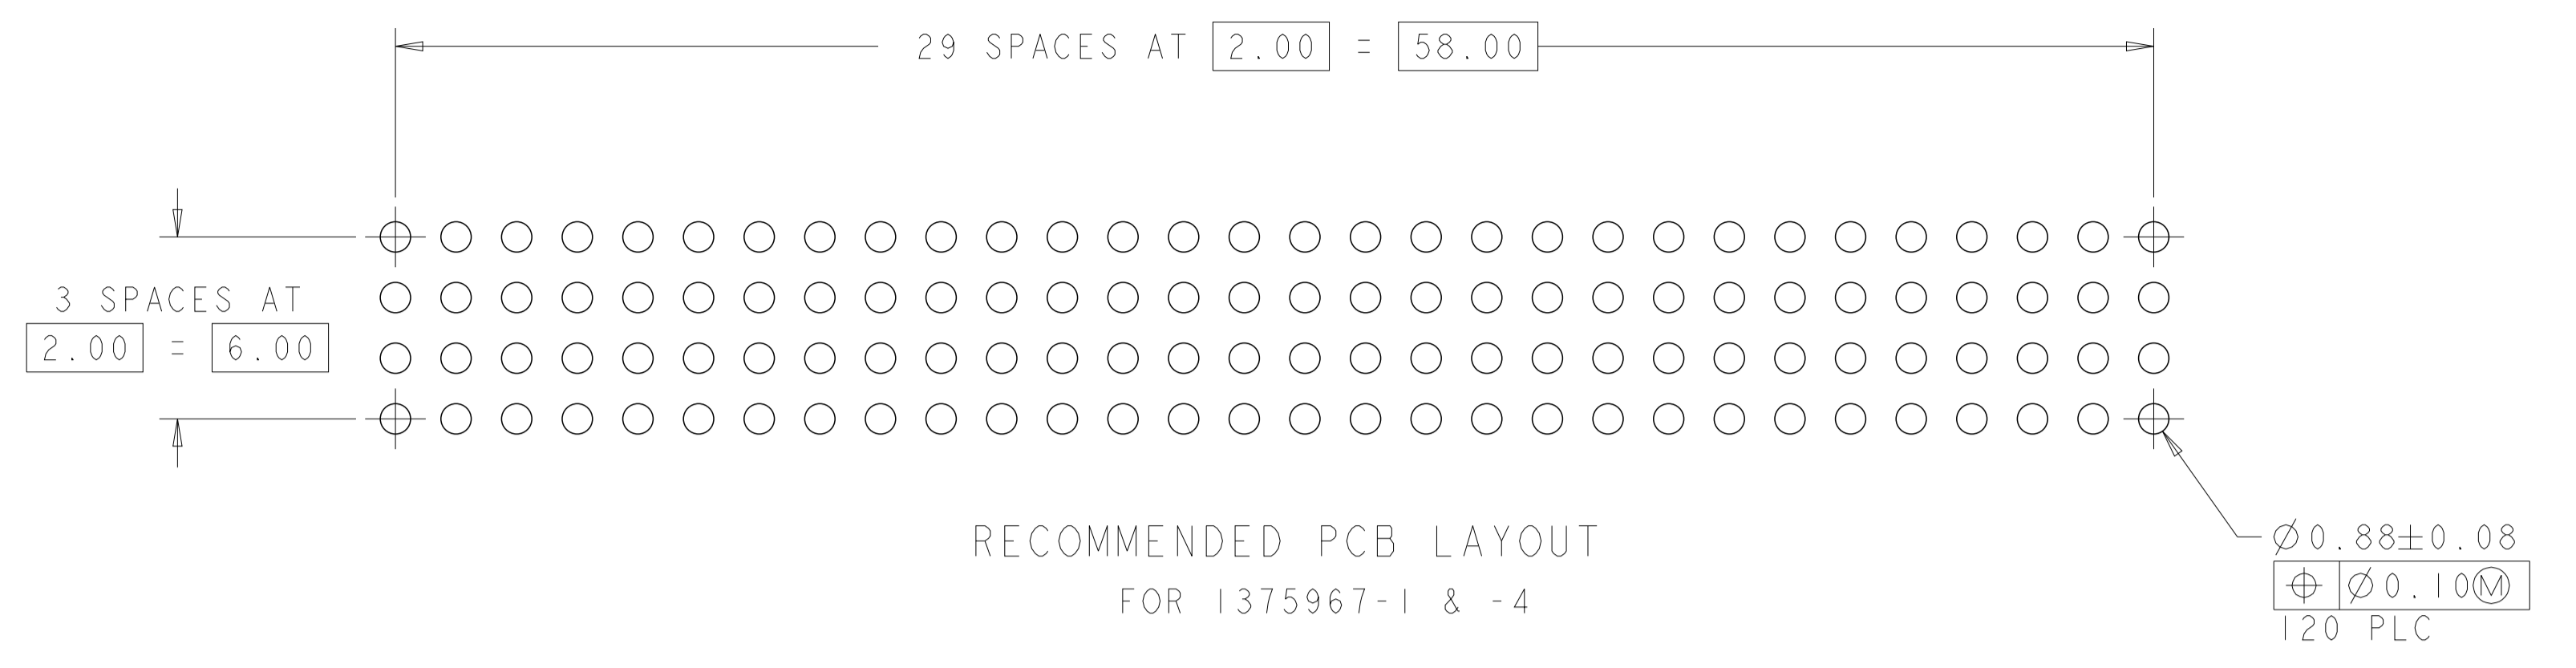 29 SPACES AT 2.00 = 58.00
3 SPACES AT
2.00 = 6.00
RECOMMENDED PCB LAYOUT
FOR 1375967-1 & -4
Ø0.88±0.08
⌖ Ø0.10Ⓜ
120 PLC